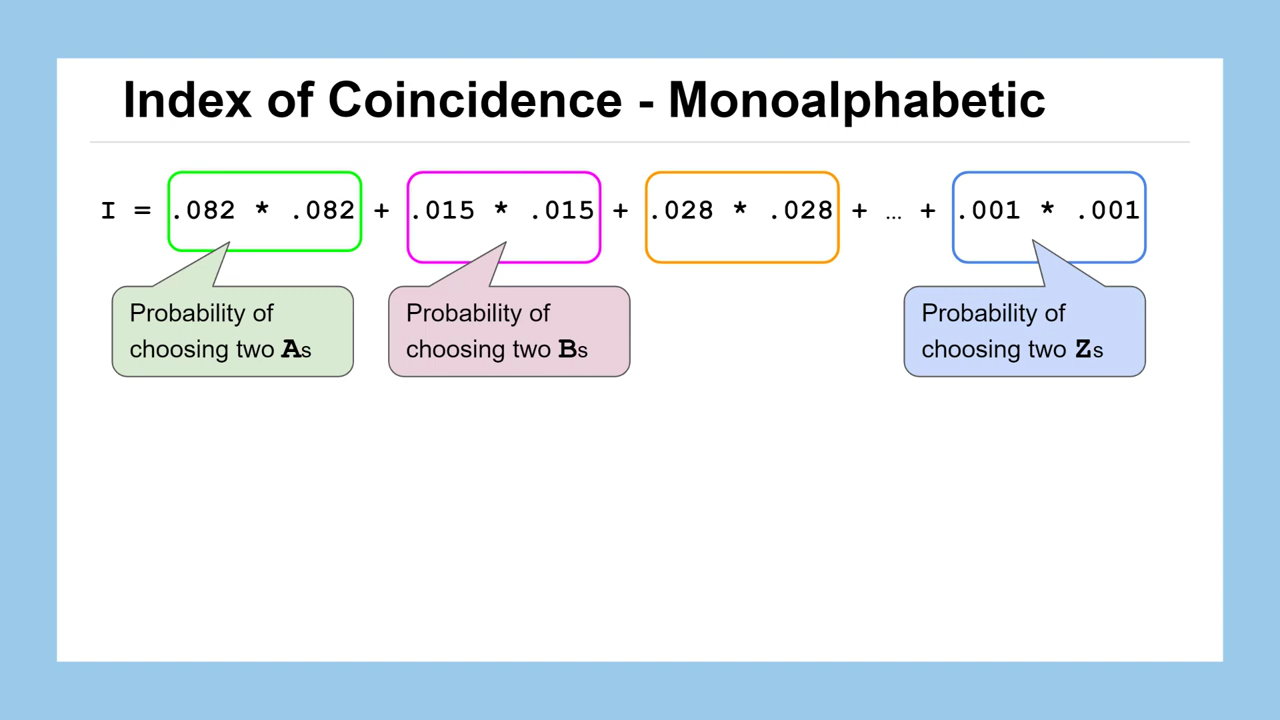 Index of Coincidence - Monoalphabetic
I = .082 * .082 + .015 * .015 + .028 * .028 + … + .001 * .001
Probability of
choosing two As
Probability of
choosing two Bs
Probability of
choosing two Zs